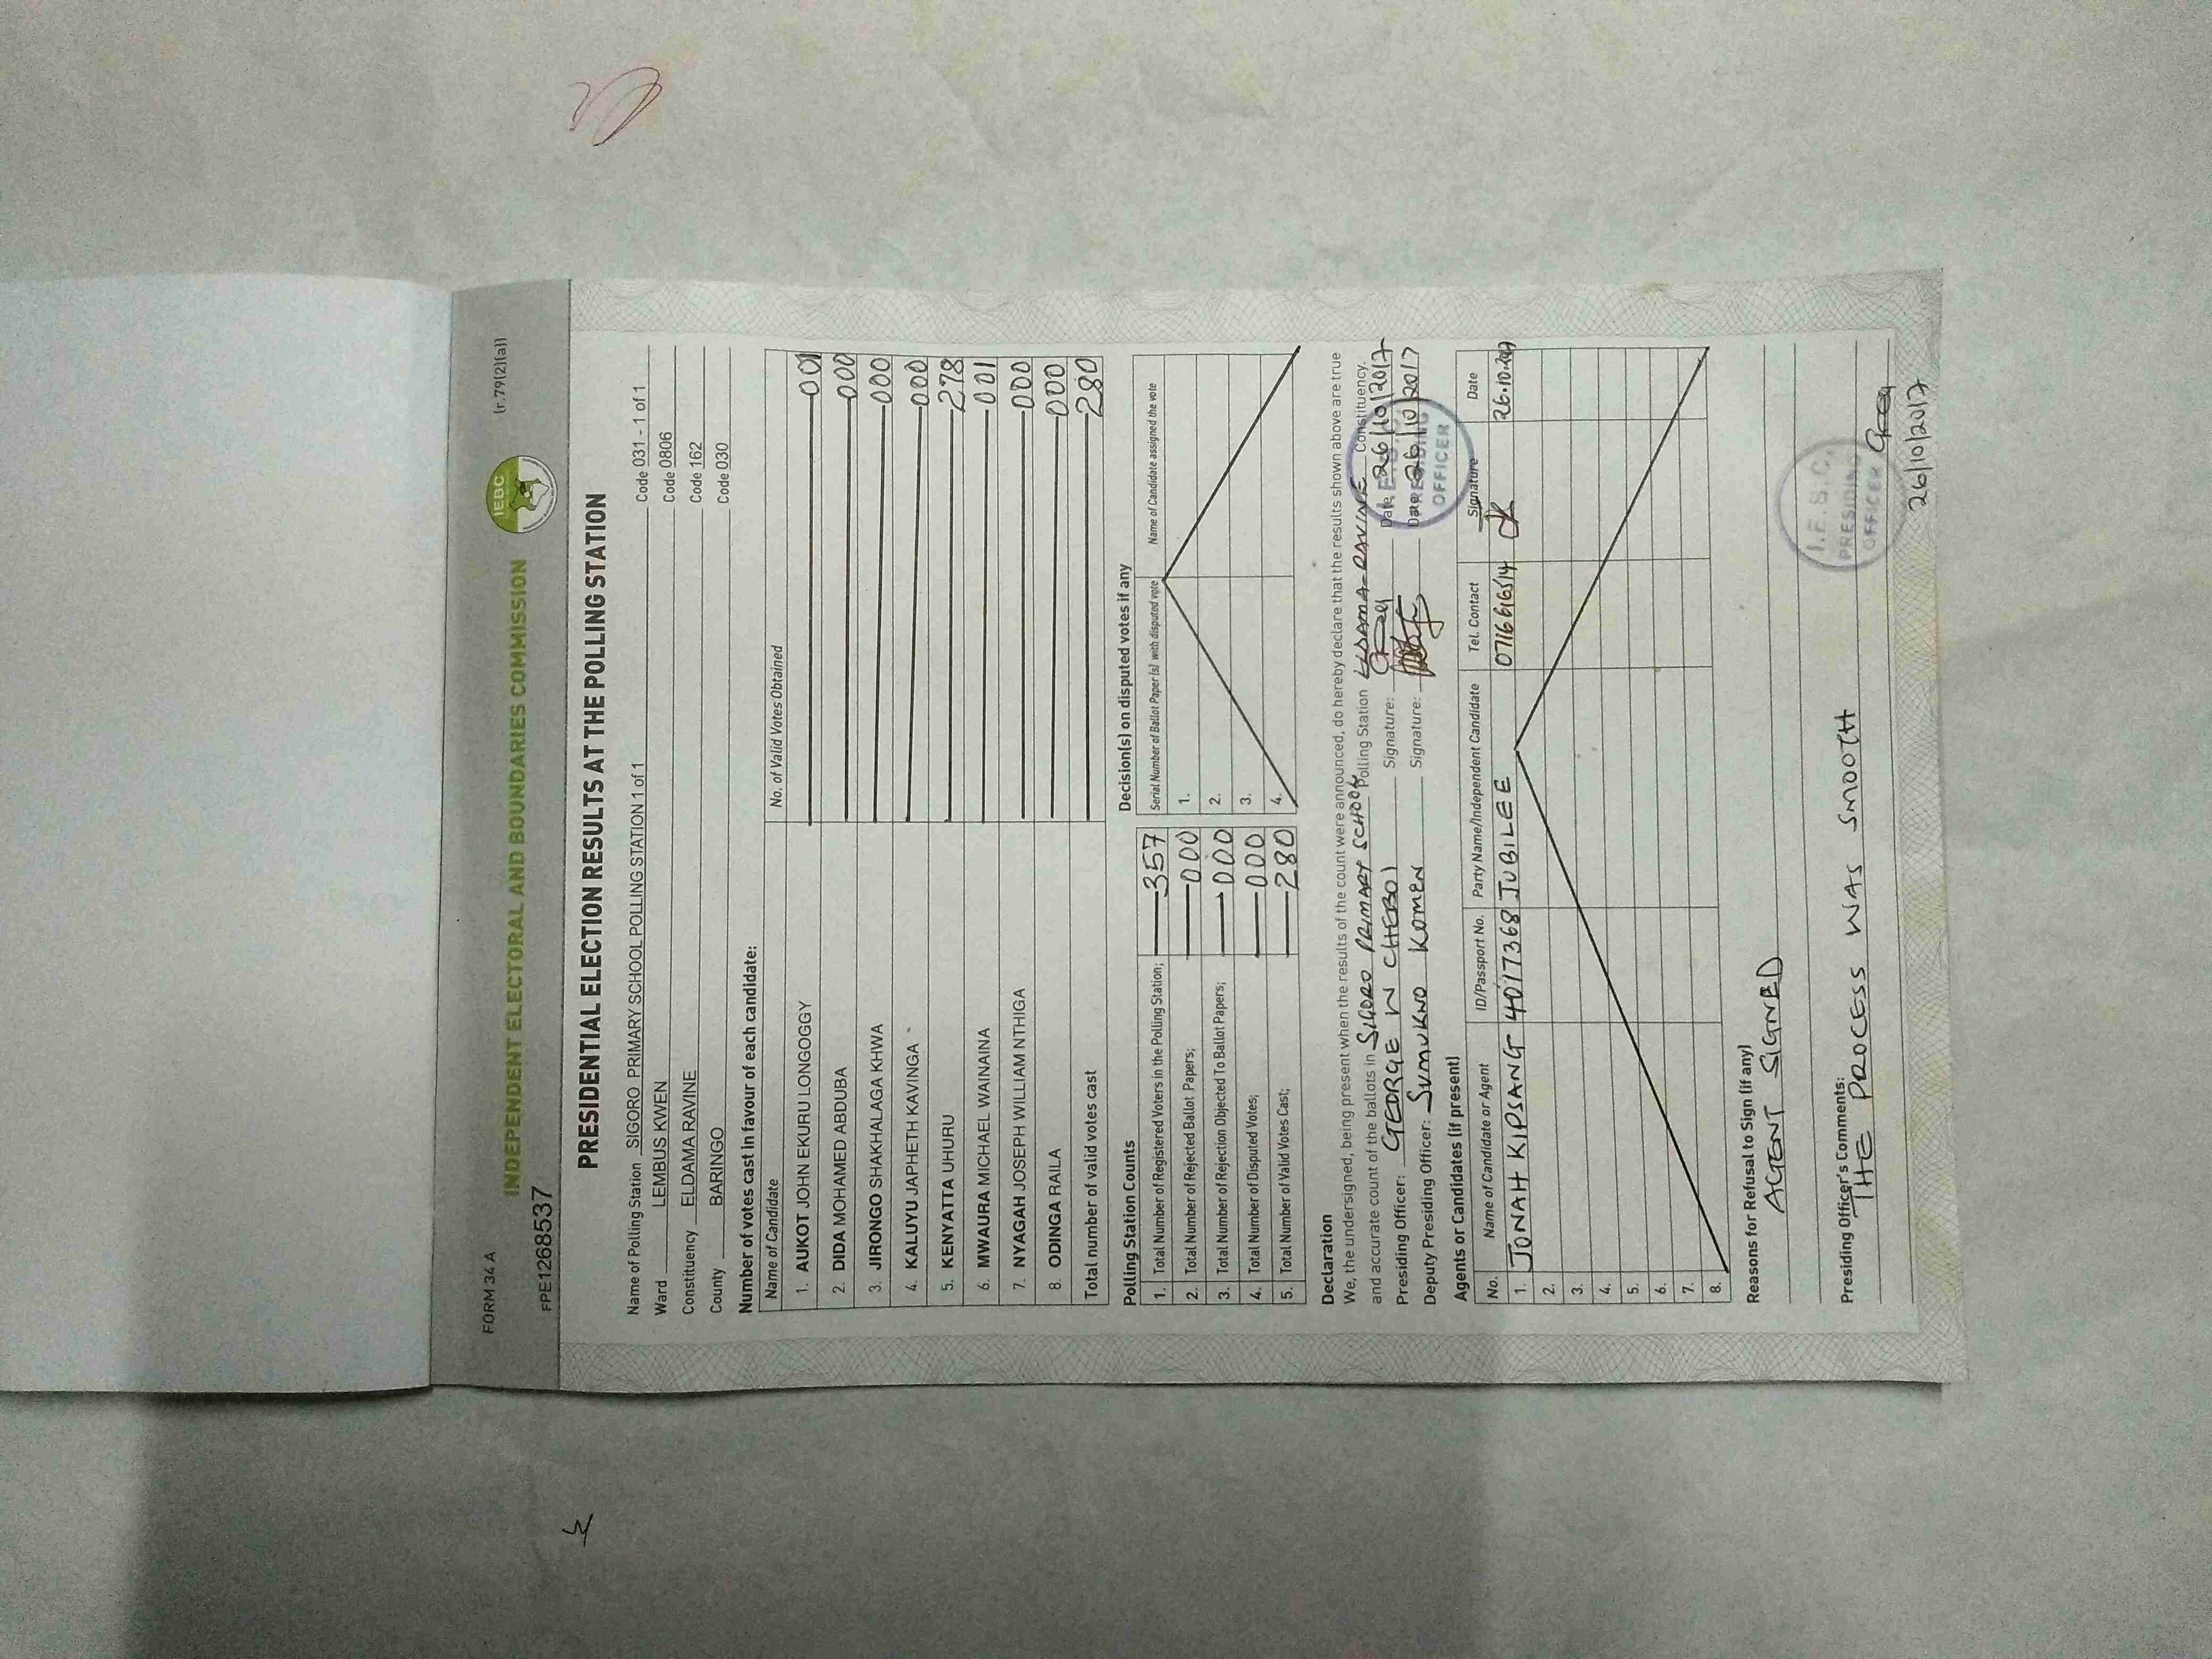 FORM 34 A
(r.79(2)(a))
INDEPENDENT ELECTORAL AND BOUNDARIES COMMISSION
IEBC
FPE1268537
PRESIDENTIAL ELECTION RESULTS AT THE POLLING STATION
Name of Polling Station SIGORO PRIMARY SCHOOL POLLING STATION 1 of 1 Code 031 - 1 of 1
Ward LEMBUS KWEN Code 0806
Constituency ELDAMA RAVINE Code 162
County BARINGO Code 030
Number of votes cast in favour of each candidate:
Name of Candidate No. of Valid Votes Obtained
1. AUKOT JOHN EKURU LONGOGGY 001
2. DIDA MOHAMED ABDUBA 000
3. JIRONGO SHAKHALAGA KHWA 000
4. KALUYU JAPHETH KAVINGA 000
5. KENYATTA UHURU 278
6. MWAURA MICHAEL WAINAINA 001
7. NYAGAH JOSEPH WILLIAM NTHIGA 000
8. ODINGA RAILA 000
Total number of valid votes cast 280
Polling Station Counts
1. Total Number of Registered Voters in the Polling Station; 357
2. Total Number of Rejected Ballot Papers; 000
3. Total Number of Rejection Objected To Ballot Papers; 000
4. Total Number of Disputed Votes; 000
5. Total Number of Valid Votes Cast; 280
Decision(s) on disputed votes if any
Serial Number of Ballot Paper (s) with disputed vote Name of Candidate assigned the vote
1.
2.
3.
4.
Declaration
We, the undersigned, being present when the results of the count were announced, do hereby declare that the results shown above are true
and accurate count of the ballots in SIGORO PRIMARY SCHOOL Polling Station ELDAMA-RAVINE Constituency.
Presiding Officer: GEORGE W CHEBOI Signature: Date 26/10/2017
Deputy Presiding Officer: SUMUKNO KOMEN Signature: Date 26/10/2017
PRESIDING
OFFICER
Agents or Candidates (if present)
No. Name of Candidate or Agent ID/Passport No. Party Name/Independent Candidate Tel. Contact Signature Date
1. JONAH KIPSANG 40117368 JUBILEE 0716616514 26.10.2017
2.
3.
4.
5.
6.
7.
8.
Reasons for Refusal to Sign (if any)
AGENT SIGNED
Presiding Officer's Comments:
THE PROCESS WAS SMOOTH
I.E.B.C.
PRESIDING
OFFICER
26/10/2017